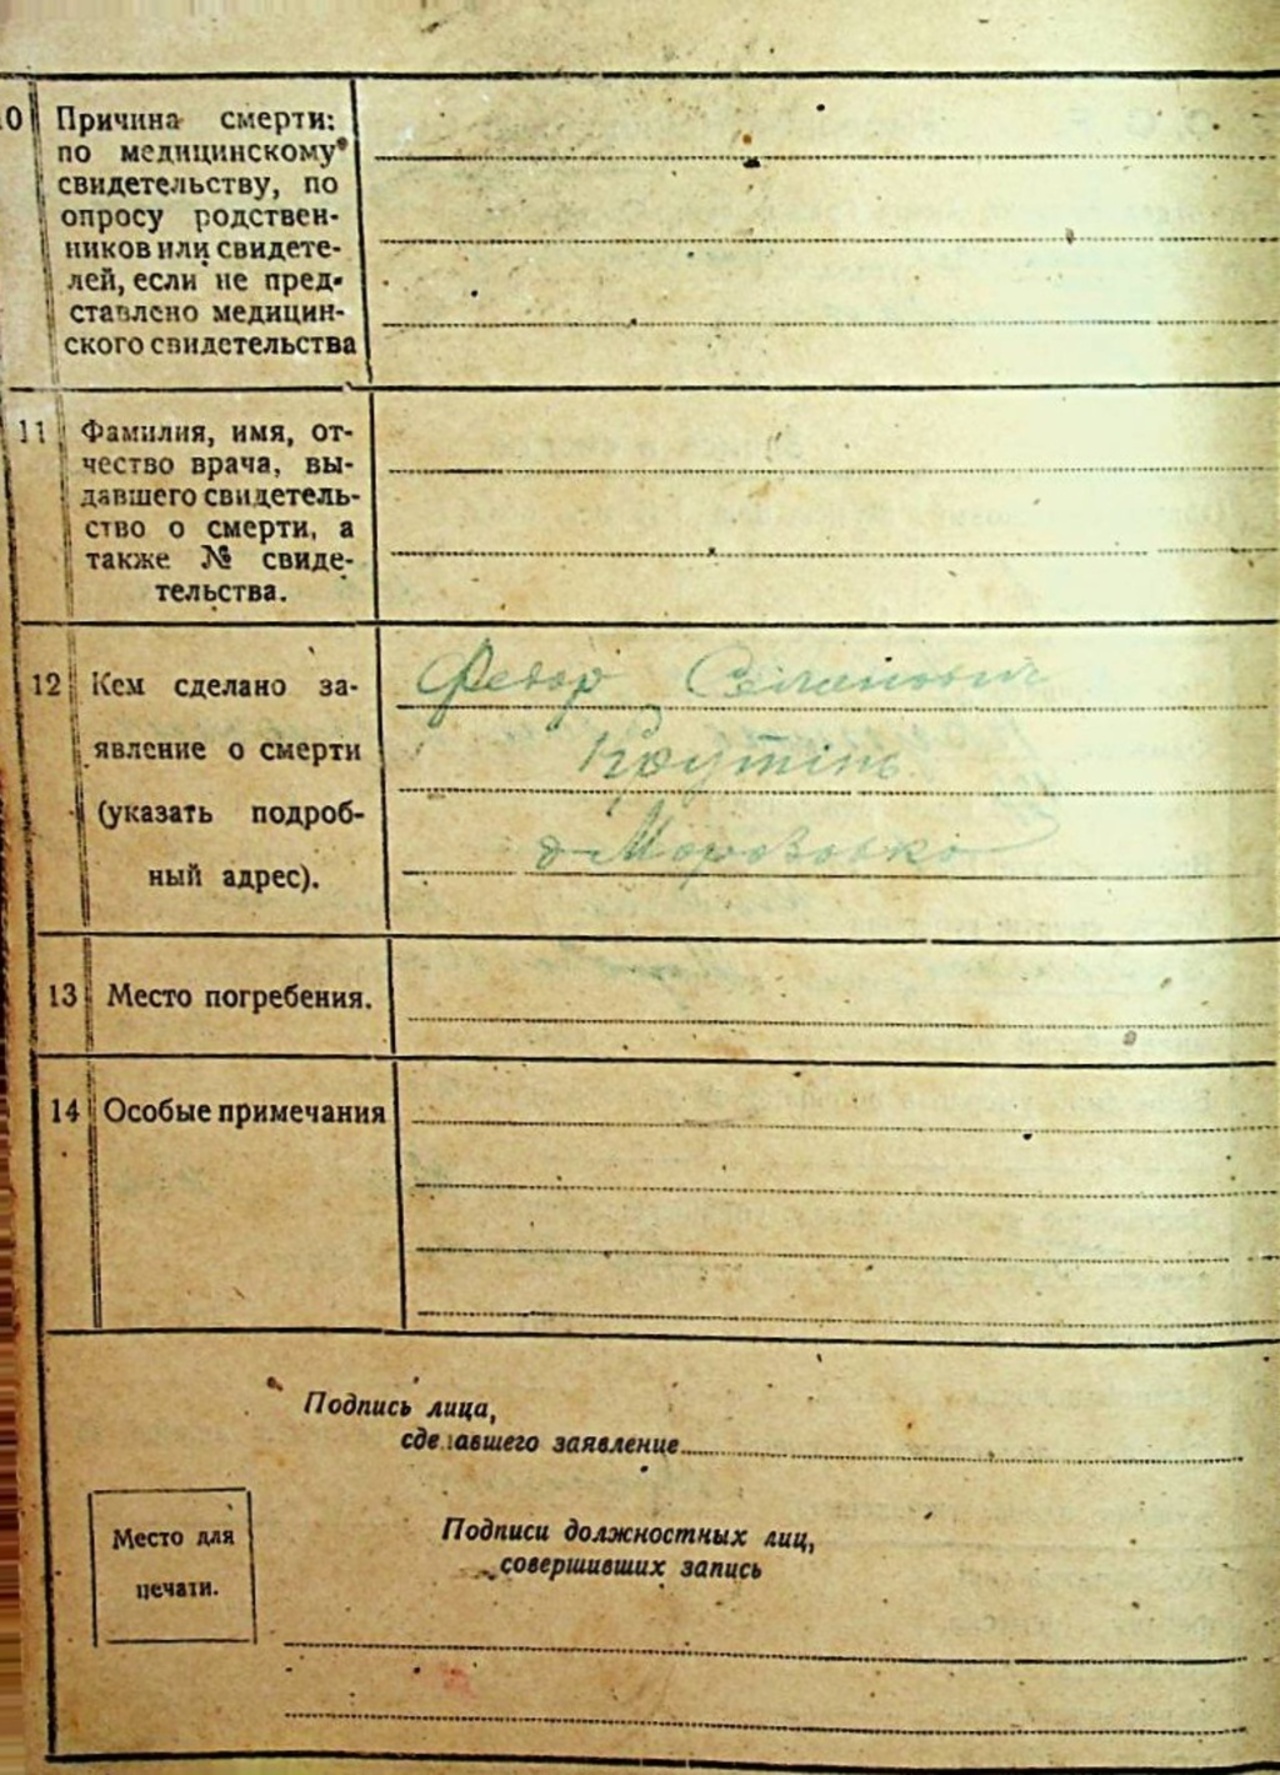 0 Причина смерти:
по медицинскому
свидетельству, по
опросу родствен-
ников или свидете-
лей, если не пред-
ставлено медицин-
ского свидетельства
11 Фамилия, имя, от-
чество врача, вы-
давшего свидетель-
ство о смерти, а
также № свиде-
тельства.
12 Кем сделано за-
явление о смерти
(указать подроб-
ный адрес).
Федор
13 Место погребения.
14 Особые примечания
Подпись лица,
сделавшего заявление
Место для
печати.
Подписи должностных лиц,
совершивших запись